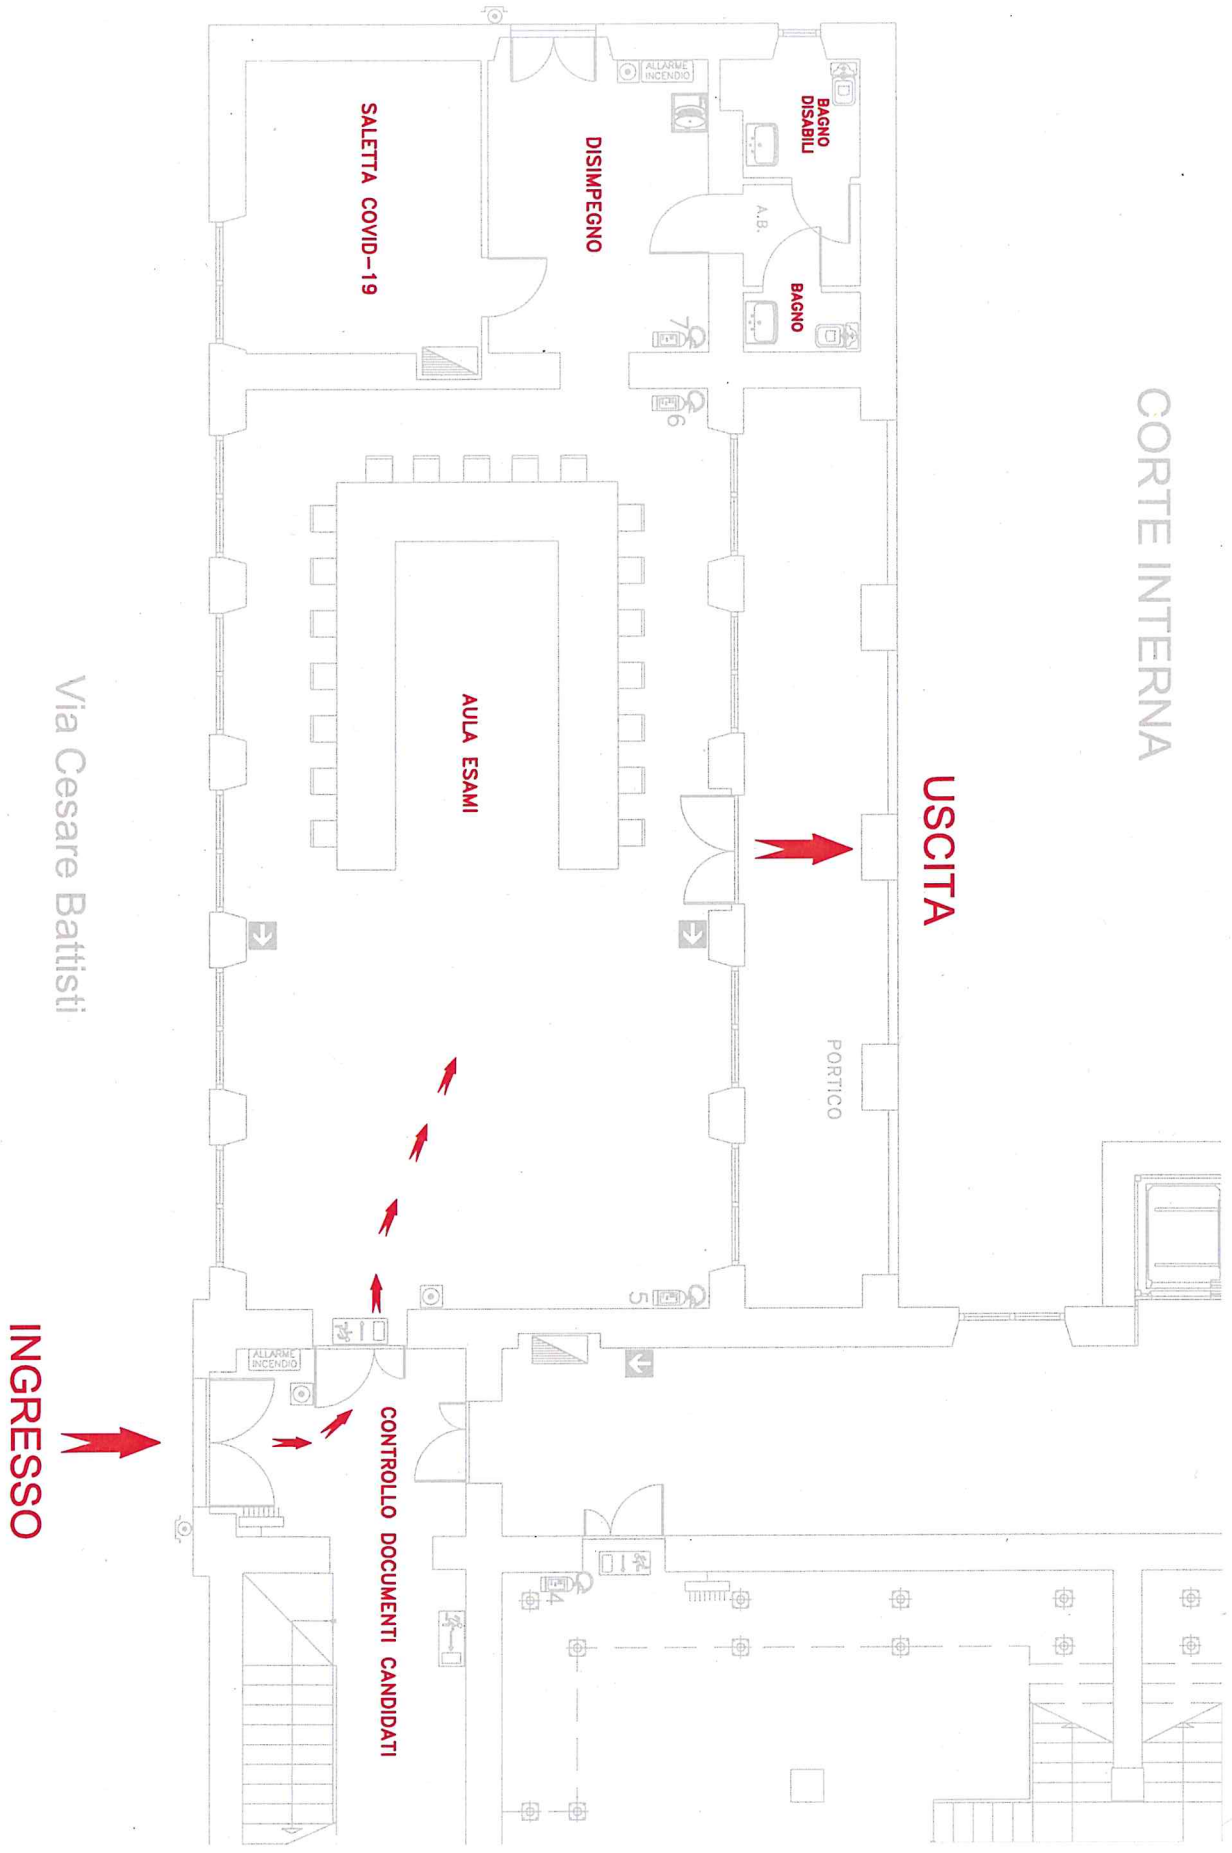 CORTE INTERNA
USCITA
PORTICO
BAGNO
DISABILI
A.B.
BAGNO
ALLARME
INCENDIO
DISIMPEGNO
7
6
SALETTA COVID-19
AULA ESAMI
5
ALLARME
INCENDIO
CONTROLLO DOCUMENTI CANDIDATI
4
Via Cesare Battisti
INGRESSO